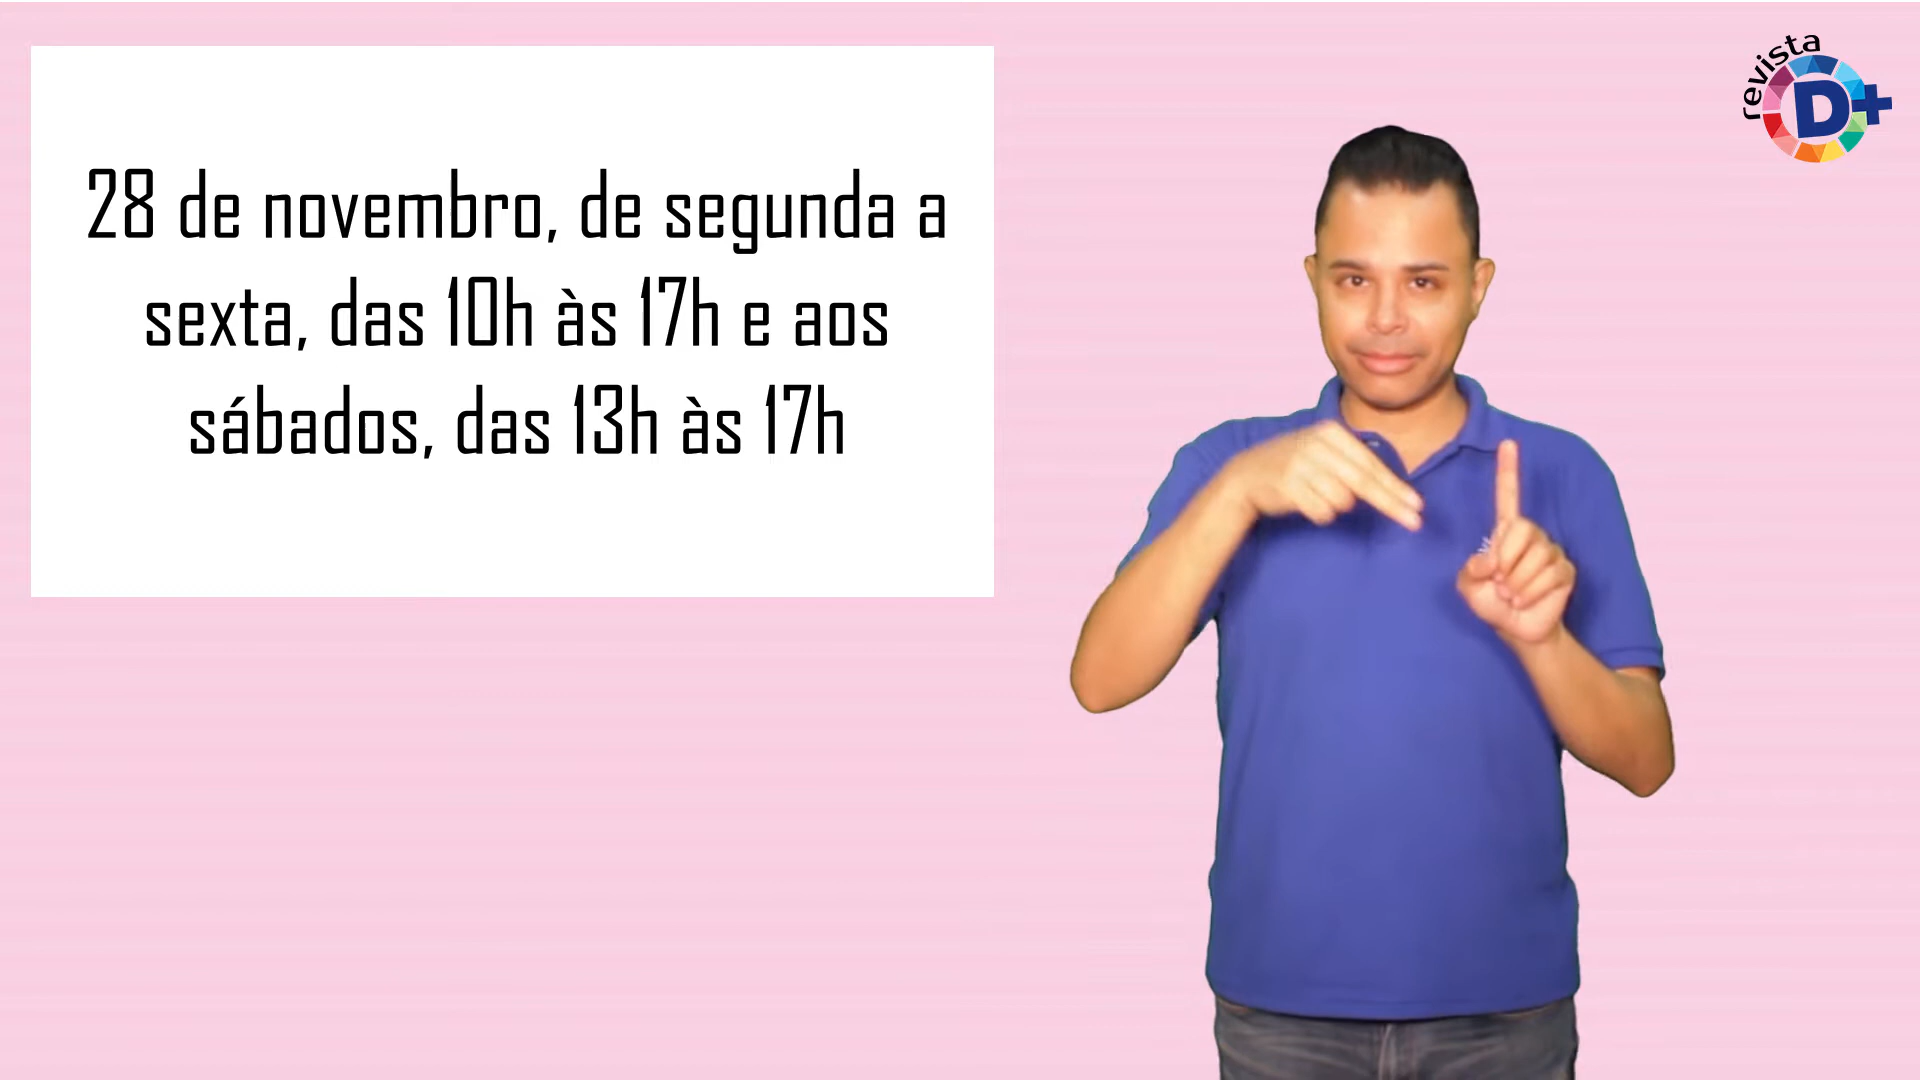 28 de novembro, de segunda a
sexta, das 10h às 17h e aos
sábados, das 13h às 17h
revista
D+